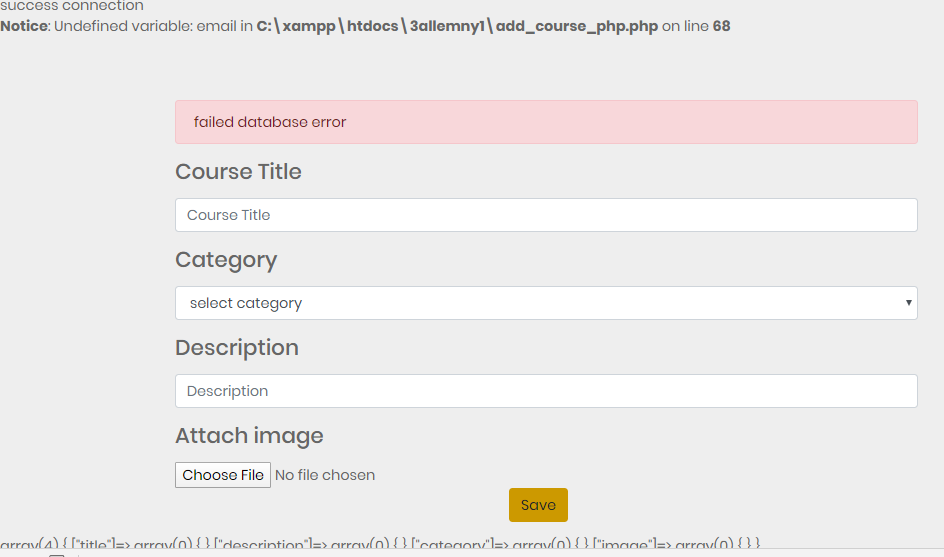 success connection
Notice: Undefined variable: email in C:\xampp\htdocs\3allemny1\add_course_php.php on line 68
failed database error
Course Title
Course Title
Category
select category
Description
Description
Attach image
Choose File No file chosen
Save
array(4) { ["title"]=> array(0) { } ["description"]=> array(0) { } ["category"]=> array(0) { } ["image"]=> array(0) { } }